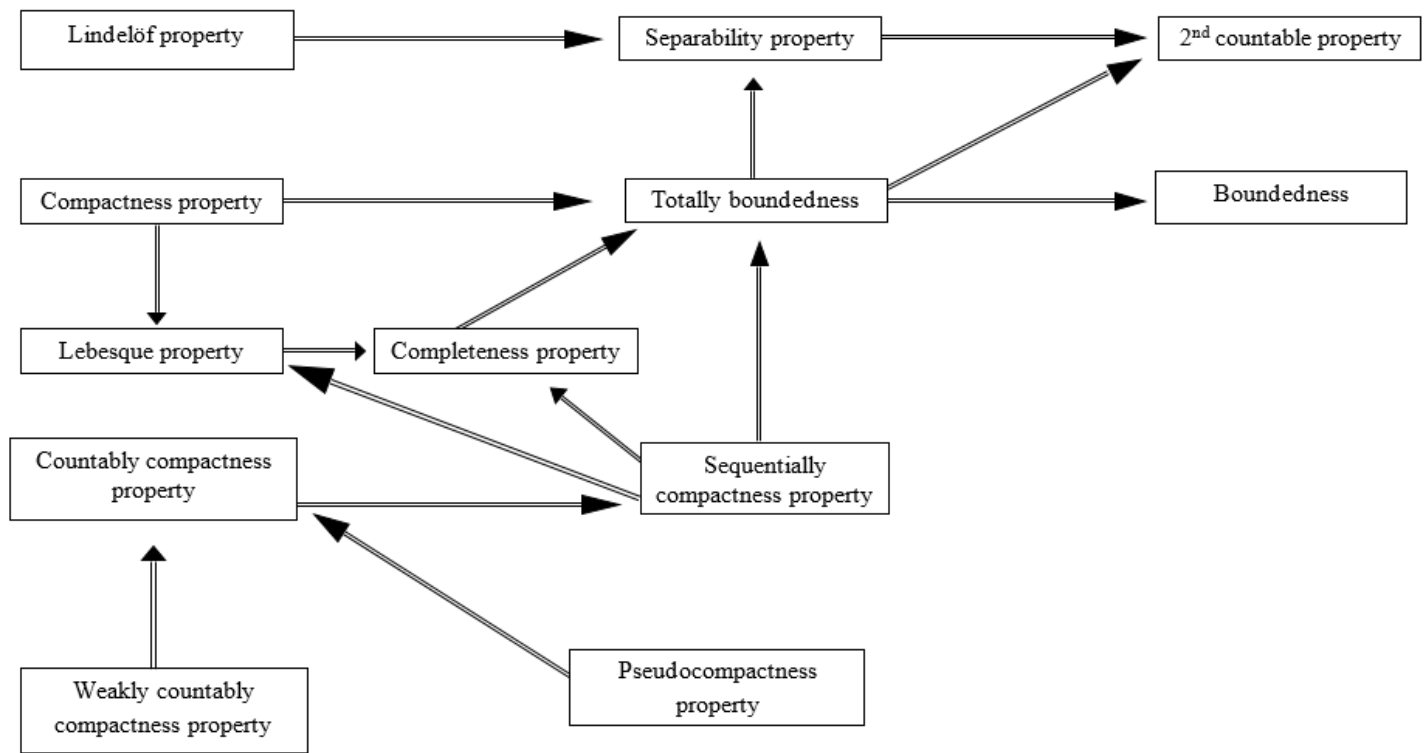 Lindelöf property
Separability property
2nd countable property
Compactness property
Totally boundedness
Boundedness
Lebesque property
Completeness property
Countably compactness
property
Sequentially
compactness property
Weakly countably
compactness property
Pseudocompactness
property